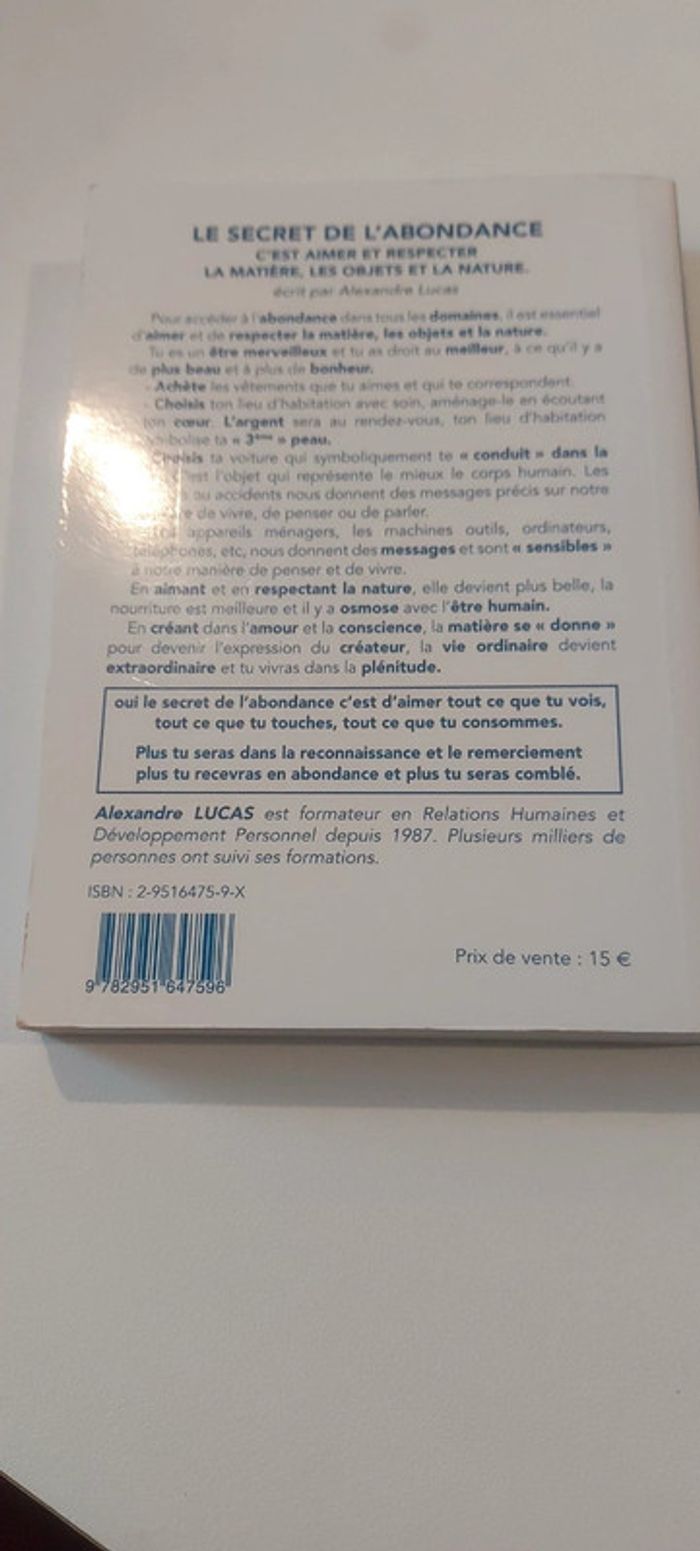 LE SECRET DE L'ABONDANCE
C'EST AIMER ET RESPECTER
LA MATIÈRE, LES OBJETS ET LA NATURE.
écrit par Alexandre Lucas
Pour accéder à l'abondance dans tous les domaines, il est essentiel
d'aimer et de respecter la matière, les objets et la nature.
Tu es un être merveilleux et tu as droit au meilleur, à ce qu'il y a
de plus beau et à plus de bonheur.
- Achète les vêtements que tu aimes et qui te correspondent.
- Choisis ton lieu d'habitation avec soin, aménage-le en écoutant
ton cœur. L'argent sera au rendez-vous, ton lieu d'habitation
ta « 3ème » peau.
ta voiture qui symboliquement te « conduit » dans la
l'objet qui représente le mieux le corps humain. Les
ou accidents nous donnent des messages précis sur notre
de vivre, de penser ou de parler.
appareils ménagers, les machines outils, ordinateurs,
téléphones, etc, nous donnent des messages et sont « sensibles »
à notre manière de penser et de vivre.
En aimant et en respectant la nature, elle devient plus belle, la
nourriture est meilleure et il y a osmose avec l'être humain.
En créant dans l'amour et la conscience, la matière se « donne »
pour devenir l'expression du créateur, la vie ordinaire devient
extraordinaire et tu vivras dans la plénitude.
oui le secret de l'abondance c'est d'aimer tout ce que tu vois,
tout ce que tu touches, tout ce que tu consommes.
Plus tu seras dans la reconnaissance et le remerciement
plus tu recevras en abondance et plus tu seras comblé.
Alexandre LUCAS est formateur en Relations Humaines et
Développement Personnel depuis 1987. Plusieurs milliers de
personnes ont suivi ses formations.
ISBN : 2-9516475-9-X
Prix de vente : 15 €
9 782951 647596